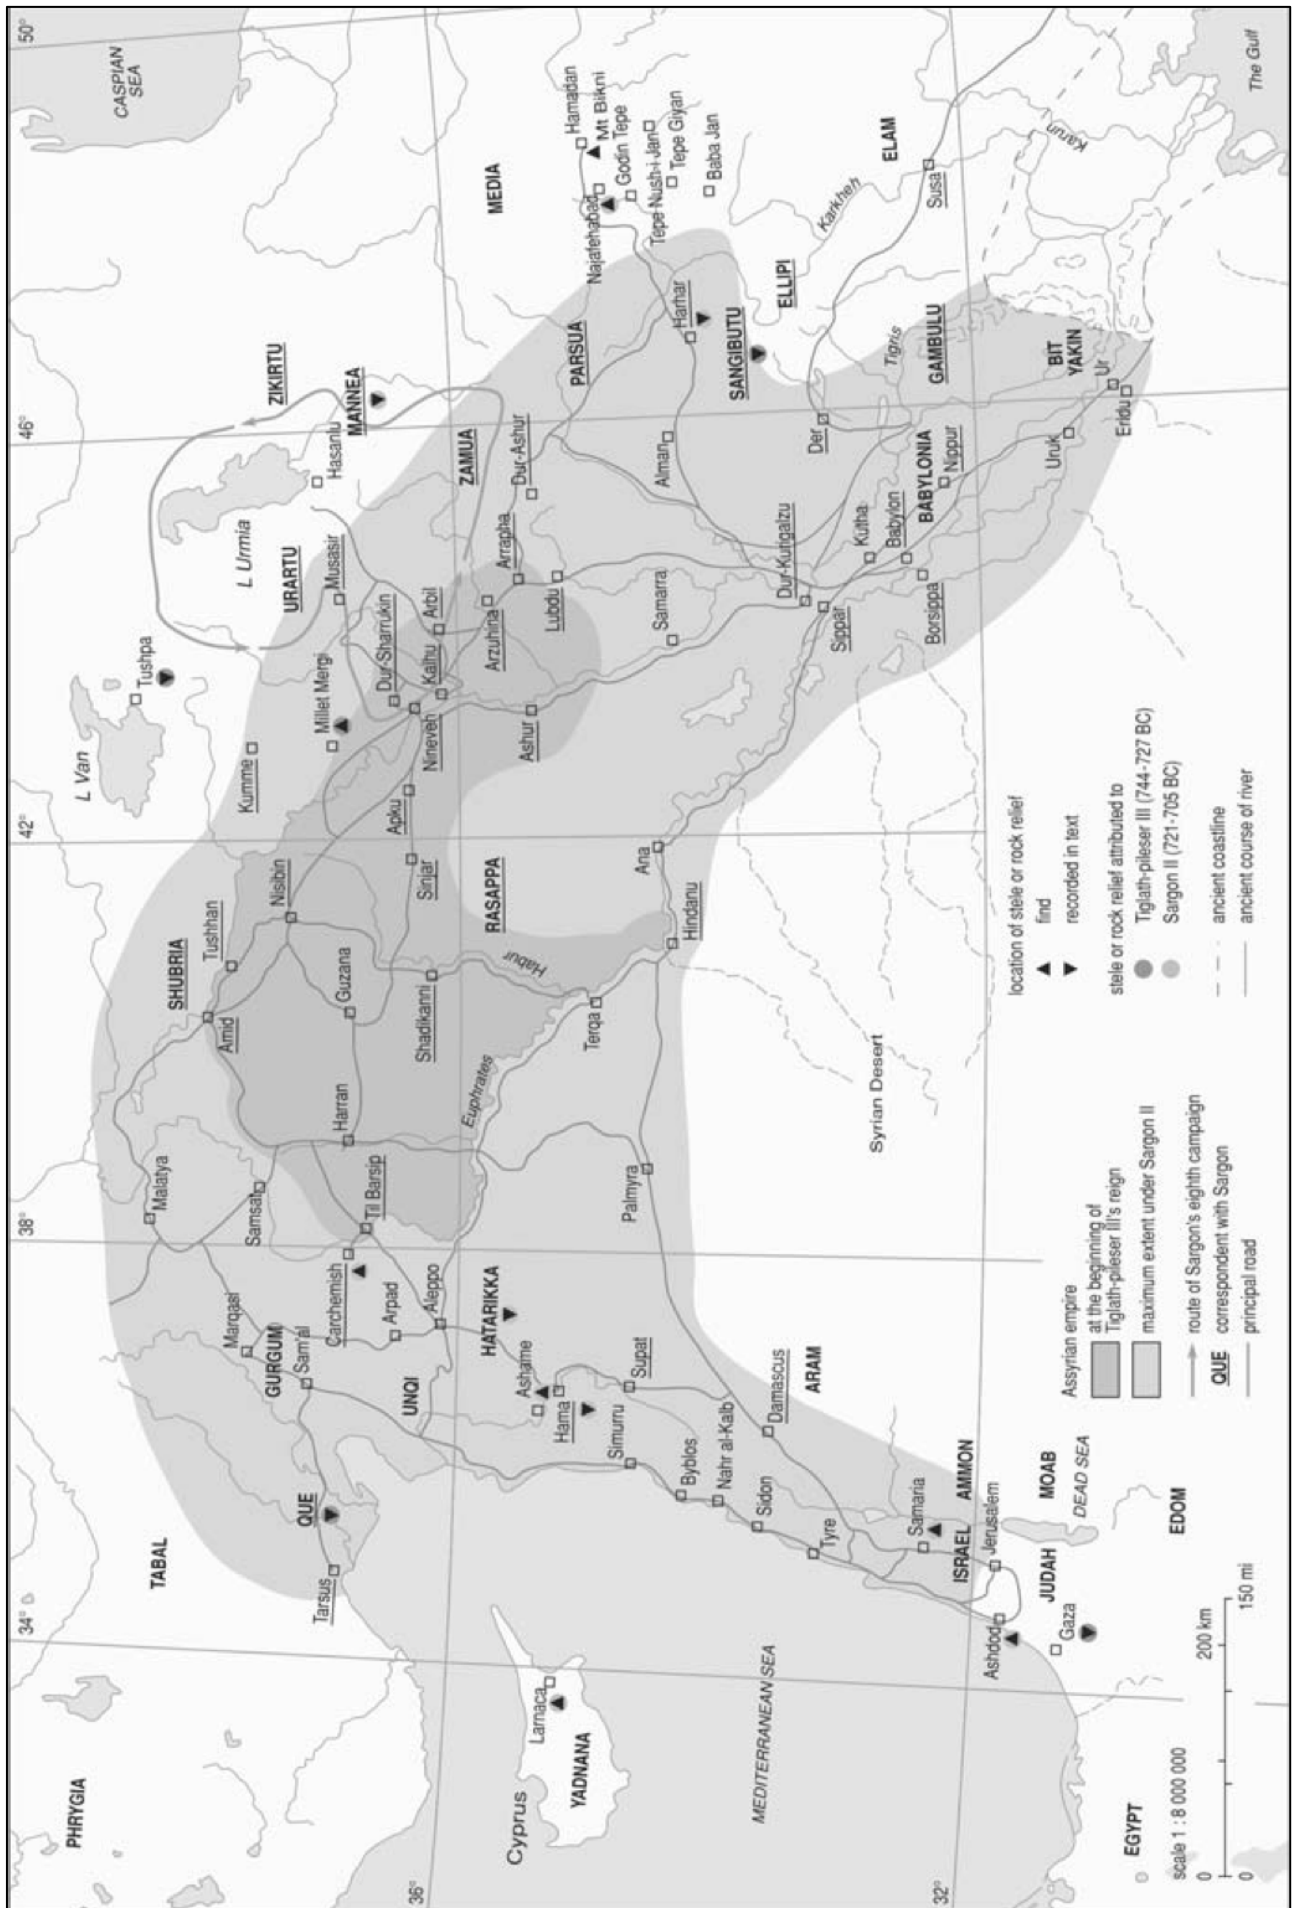 50°
46°
42°
38°
34°
36°
32°
CASPIAN
SEA
PHRYGIA
TABAL
Malatya
SHUBRIA
L Van
Tushpa
L Urmia
ZIKIRTU
MANNEA
Hasanlu
URARTU
Musasir
MEDIA
Hamadan
Mt Bikni
Najafehabad
Godin Tepe
Tepe Nush-i Jan
Tepe Giyan
Baba Jan
Kumme
Millet Mergi
Dur-Sharrukin
Arbil
Kalhu
Nineveh
ZAMUA
Dur-Ashur
PARSUA
Harhar
SANGIBUTU
ELLIPI
Karkheh
ELAM
Susa
Karun
The Gulf
Marqasi
GURGUM
Sam'al
QUE
Tarsus
Samsat
Carchemish
Til Barsip
Harran
Amid
Tushhan
Nisibin
Guzana
Shadikanni
Habur
Sinjar
Apku
RASAPPA
Ashur
Arzuhina
Arrapha
Lubdu
Alman
Samarra
Arpad
Aleppo
UNQI
HATARIKKA
Ashame
Hama
Supat
Simurru
Byblos
Nahr al-Kalb
Sidon
Tyre
Damascus
ARAM
Euphrates
Terqa
Palmyra
Hindanu
Ana
Dur-Kurigalzu
Sippar
Kutha
Babylon
Borsippa
BABYLONIA
Nippur
Der
Tigris
GAMBULU
BIT
YAKIN
Ur
Uruk
Eridu
Cyprus
Larnaca
YADNANA
MEDITERRANEAN SEA
Syrian Desert
Samaria
ISRAEL
AMMON
Jerusalem
Ashdod
Gaza
JUDAH
MOAB
DEAD SEA
EDOM
EGYPT
scale 1 :8 000 000
0
200 km
0
150 mi
Assyrian empire
at the beginning of
Tiglath-pileser III's reign
maximum extent under Sargon II
route of Sargon's eighth campaign
QUE correspondent with Sargon
principal road
location of stele or rock relief
find
recorded in text
stele or rock relief attributed to
Tiglath-pileser III (744-727 BC)
Sargon II (721-705 BC)
ancient coastline
ancient course of river